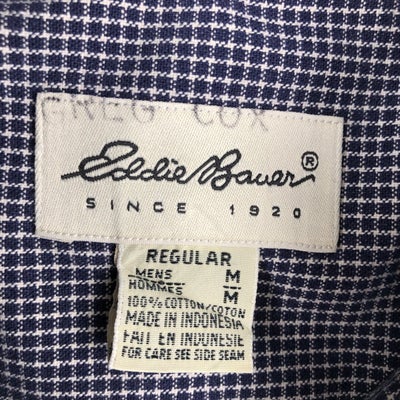 GREG COX
Eddie Bauer®
SINCE 1920
REGULAR
MENS M
HOMMES M
100% COTTON/COTON
MADE IN INDONESIA
FAIT EN INDONESIE
FOR CARE SEE SIDE SEAM